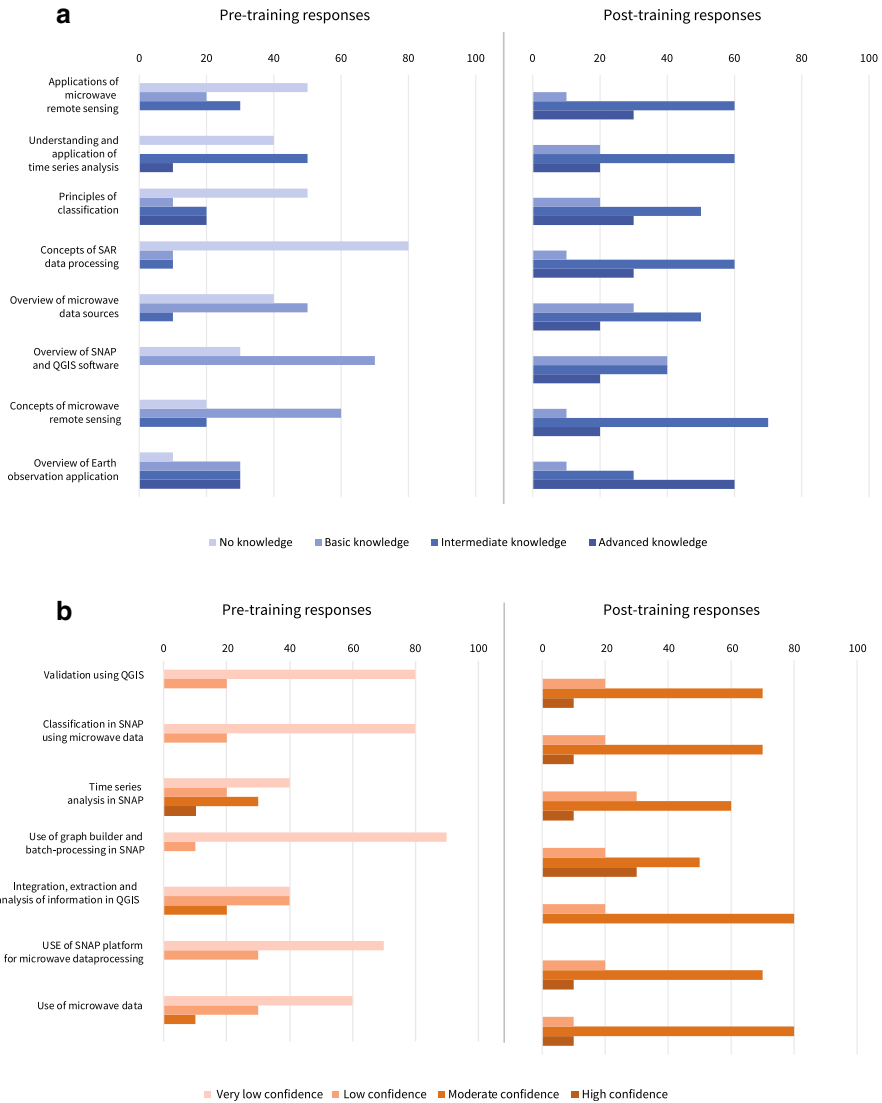 a
Pre-training responses
Post-training responses
0 20 40 60 80 100
0 20 40 60 80 100
Applications of
microwave
remote sensing
Understanding and
application of
time series analysis
Principles of
classification
Concepts of SAR
data processing
Overview of microwave
data sources
Overview of SNAP
and QGIS software
Concepts of microwave
remote sensing
Overview of Earth
observation application
No knowledge Basic knowledge Intermediate knowledge Advanced knowledge
b
Pre-training responses
Post-training responses
0 20 40 60 80 100
0 20 40 60 80 100
Validation using QGIS
Classification in SNAP
using microwave data
Time series
analysis in SNAP
Use of graph builder and
batch-processing in SNAP
Integration, extraction and
nalysis of information in QGIS
USE of SNAP platform
for microwave dataprocessing
Use of microwave data
Very low confidence Low confidence Moderate confidence High confidence